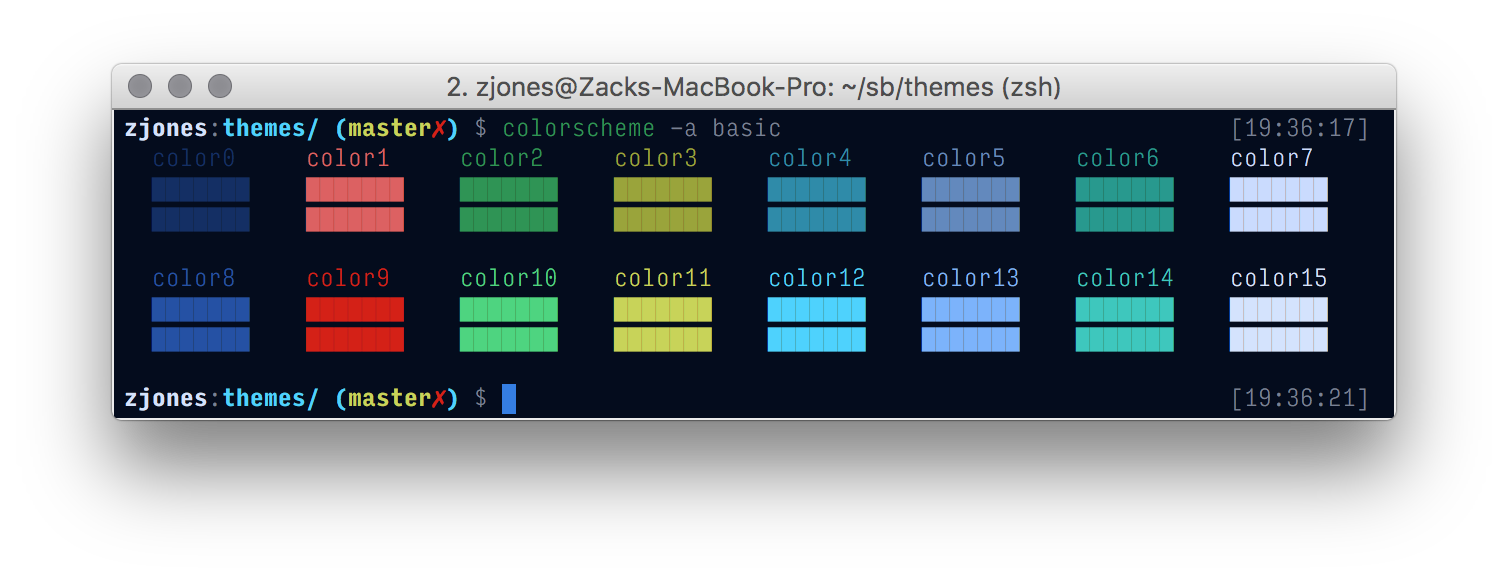 2. zjones@Zacks-MacBook-Pro: ~/sb/themes (zsh)
zjones:themes/ (master✗) $ colorscheme -a basic [19:36:17]
color0 color1 color2 color3 color4 color5 color6 color7
color8 color9 color10 color11 color12 color13 color14 color15
zjones:themes/ (master✗) $ [19:36:21]